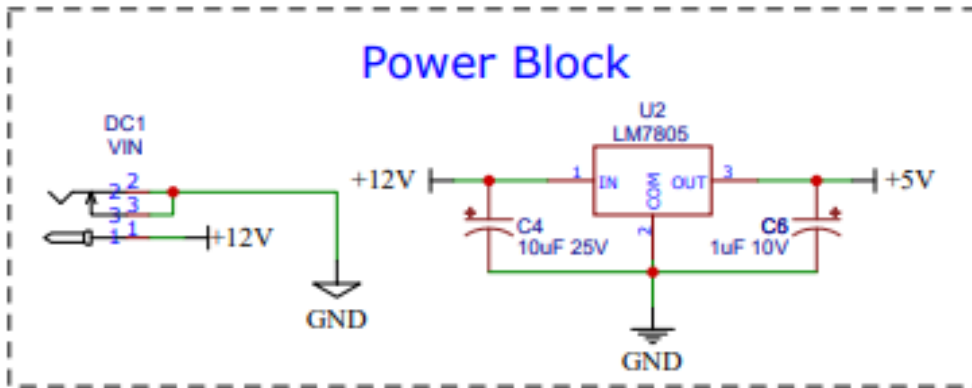 Power Block
DC1
VIN
2 2
3 3
1 1
+12V
GND
+12V
U2
LM7805
1
IN
COM
OUT
3
2
+5V
C4
10uF 25V
C6
1uF 10V
GND